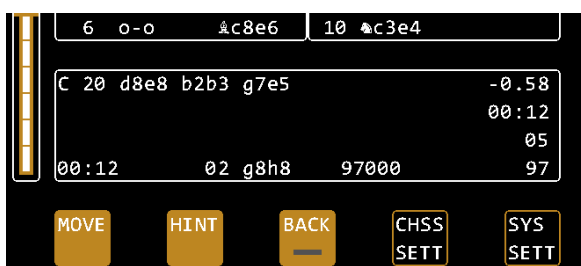 6 o-o ♗c8e6 10 ♞c3e4
C 20 d8e8 b2b3 g7e5 -0.58
00:12
05
00:12 02 g8h8 97000 97
MOVE HINT BACK CHSS SYS
SETT SETT